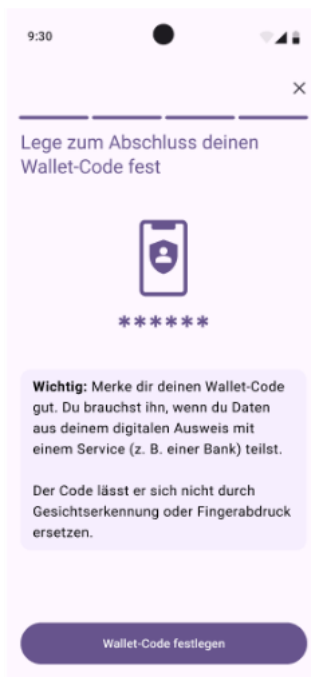 9:30
Lege zum Abschluss deinen
Wallet-Code fest
******
Wichtig: Merke dir deinen Wallet-Code
gut. Du brauchst ihn, wenn du Daten
aus deinem digitalen Ausweis mit
einem Service (z. B. einer Bank) teilst.
Der Code lässt er sich nicht durch
Gesichtserkennung oder Fingerabdruck
ersetzen.
Wallet-Code festlegen